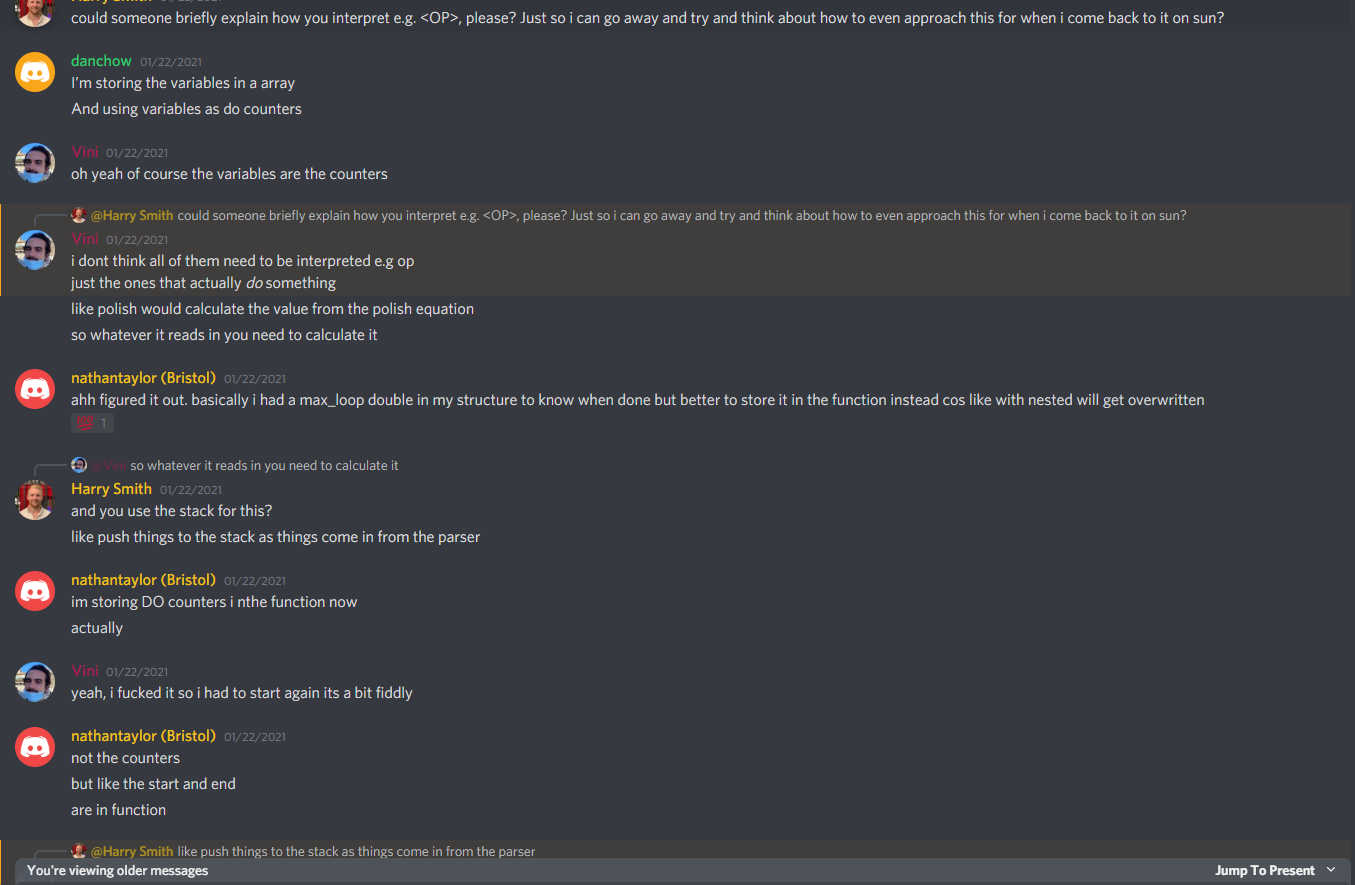 could someone briefly explain how you interpret e.g. <OP>, please? Just so i can go away and try and think about how to even approach this for when i come back to it on sun?
danchow 01/22/2021
I'm storing the variables in a array
And using variables as do counters
Vini 01/22/2021
oh yeah of course the variables are the counters
@Harry Smith could someone briefly explain how you interpret e.g. <OP>, please? Just so i can go away and try and think about how to even approach this for when i come back to it on sun?
Vini 01/22/2021
i dont think all of them need to be interpreted e.g op
just the ones that actually do something
like polish would calculate the value from the polish equation
so whatever it reads in you need to calculate it
nathantaylor (Bristol) 01/22/2021
ahh figured it out. basically i had a max_loop double in my structure to know when done but better to store it in the function instead cos like with nested will get overwritten
1
@Vini so whatever it reads in you need to calculate it
Harry Smith 01/22/2021
and you use the stack for this?
like push things to the stack as things come in from the parser
nathantaylor (Bristol) 01/22/2021
im storing DO counters i nthe function now
actually
Vini 01/22/2021
yeah, i fucked it so i had to start again its a bit fiddly
nathantaylor (Bristol) 01/22/2021
not the counters
but like the start and end
are in function
@Harry Smith like push things to the stack as things come in from the parser
You're viewing older messages
Jump To Present